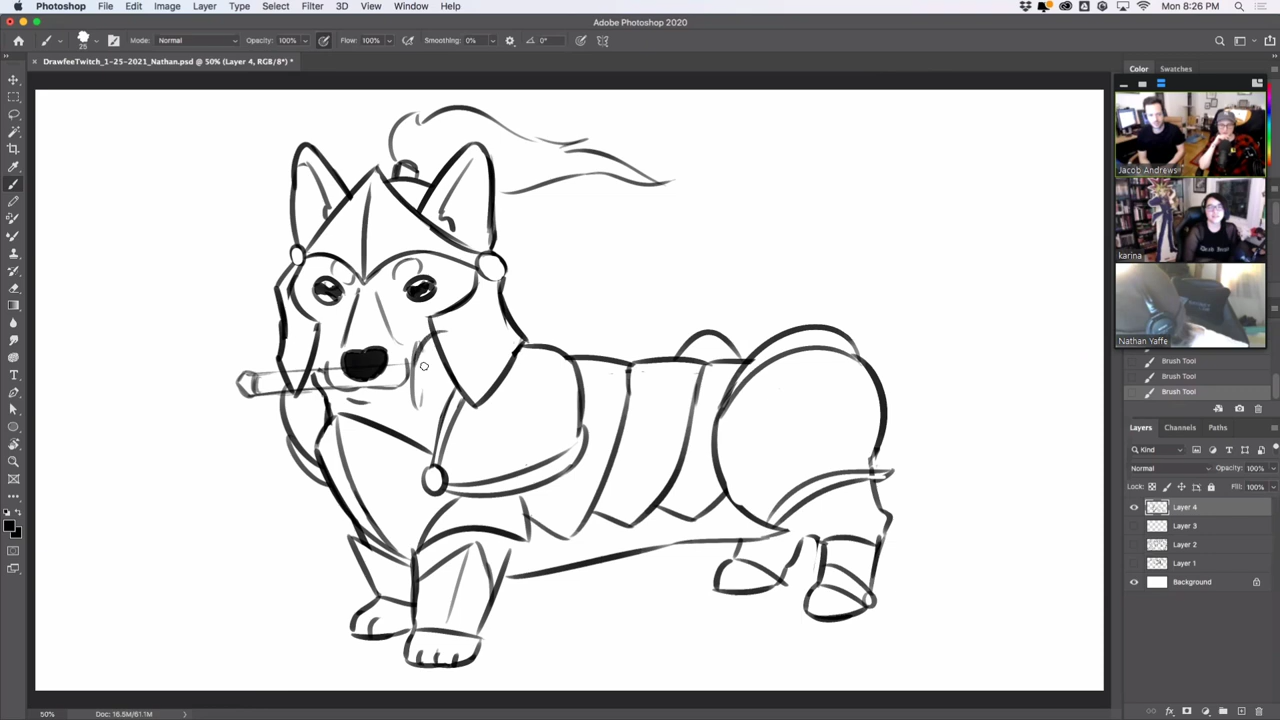 Photoshop File Edit Image Layer Type Select Filter 3D View Window Help Mon 8:26 PM
Adobe Photoshop 2020
25 Mode: Normal Opacity: 100% Flow: 100% Smoothing: 0% 0°
DrawfeeTwitch_1-25-2021_Nathan.psd @ 50% (Layer 4, RGB/8*) *
Color Swatches
Jacob Andrews
karina
Nathan Yaffe
Brush Tool
Brush Tool
Brush Tool
Layers Channels Paths
Kind
Normal Opacity: 100%
Lock: Fill: 100%
Layer 4
Layer 3
Layer 2
Layer 1
Background
50% Doc: 16.5M/61.1M